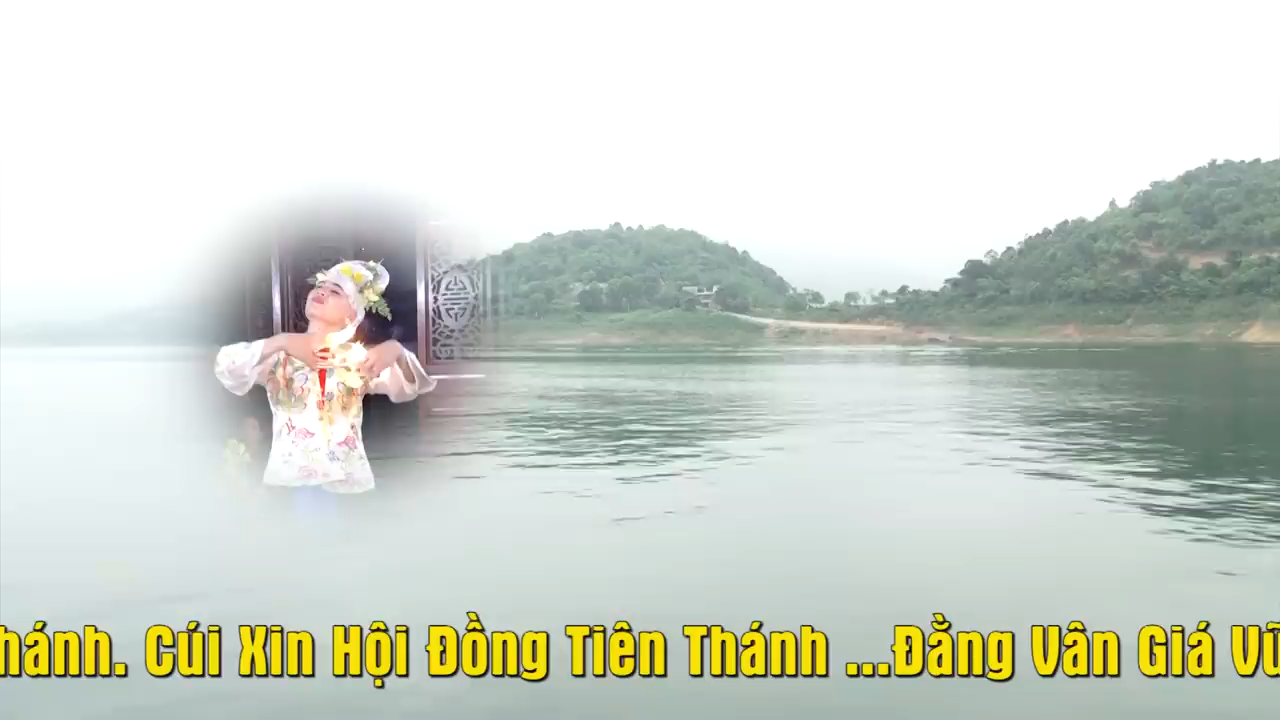 hánh. Cúi Xin Hội Đồng Tiên Thánh ...Đằng Vân Giá Vũ